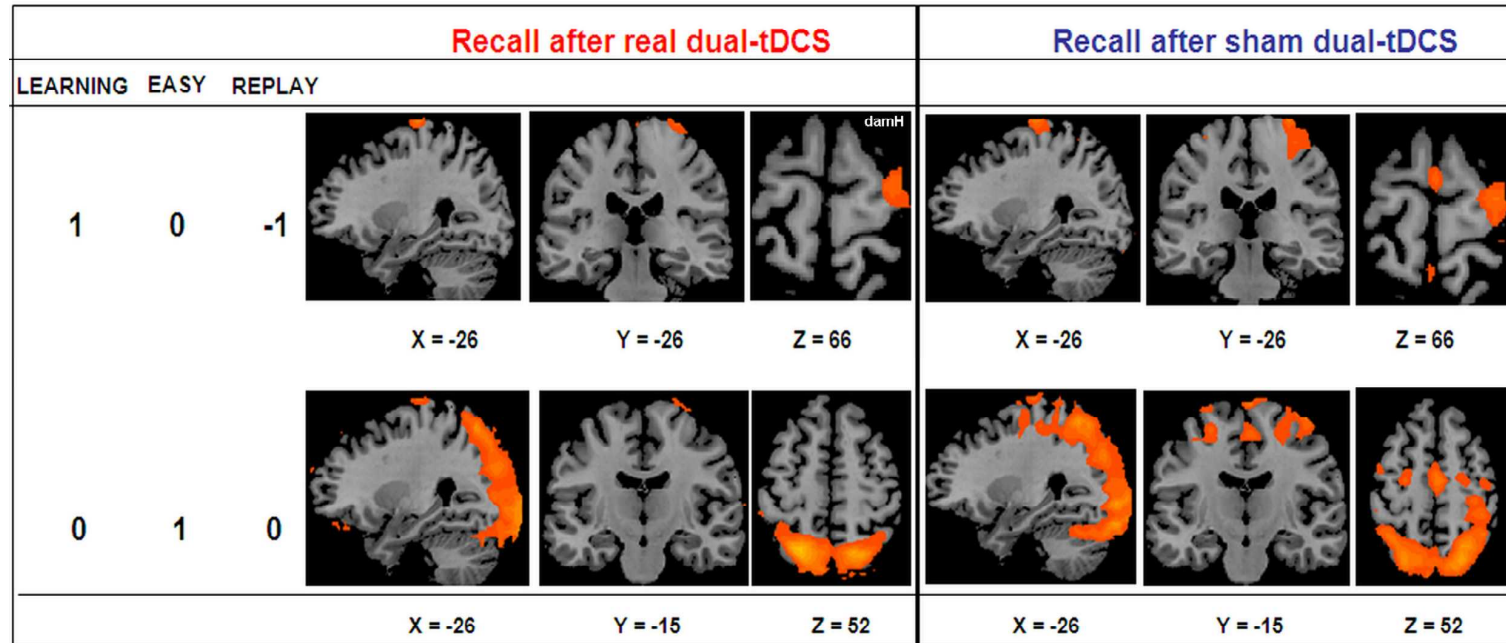 Recall after real dual-tDCS Recall after sham dual-tDCS
LEARNING EASY REPLAY
damH
1 0 -1
X = -26 Y = -26 Z = 66 X = -26 Y = -26 Z = 66
0 1 0
X = -26 Y = -15 Z = 52 X = -26 Y = -15 Z = 52